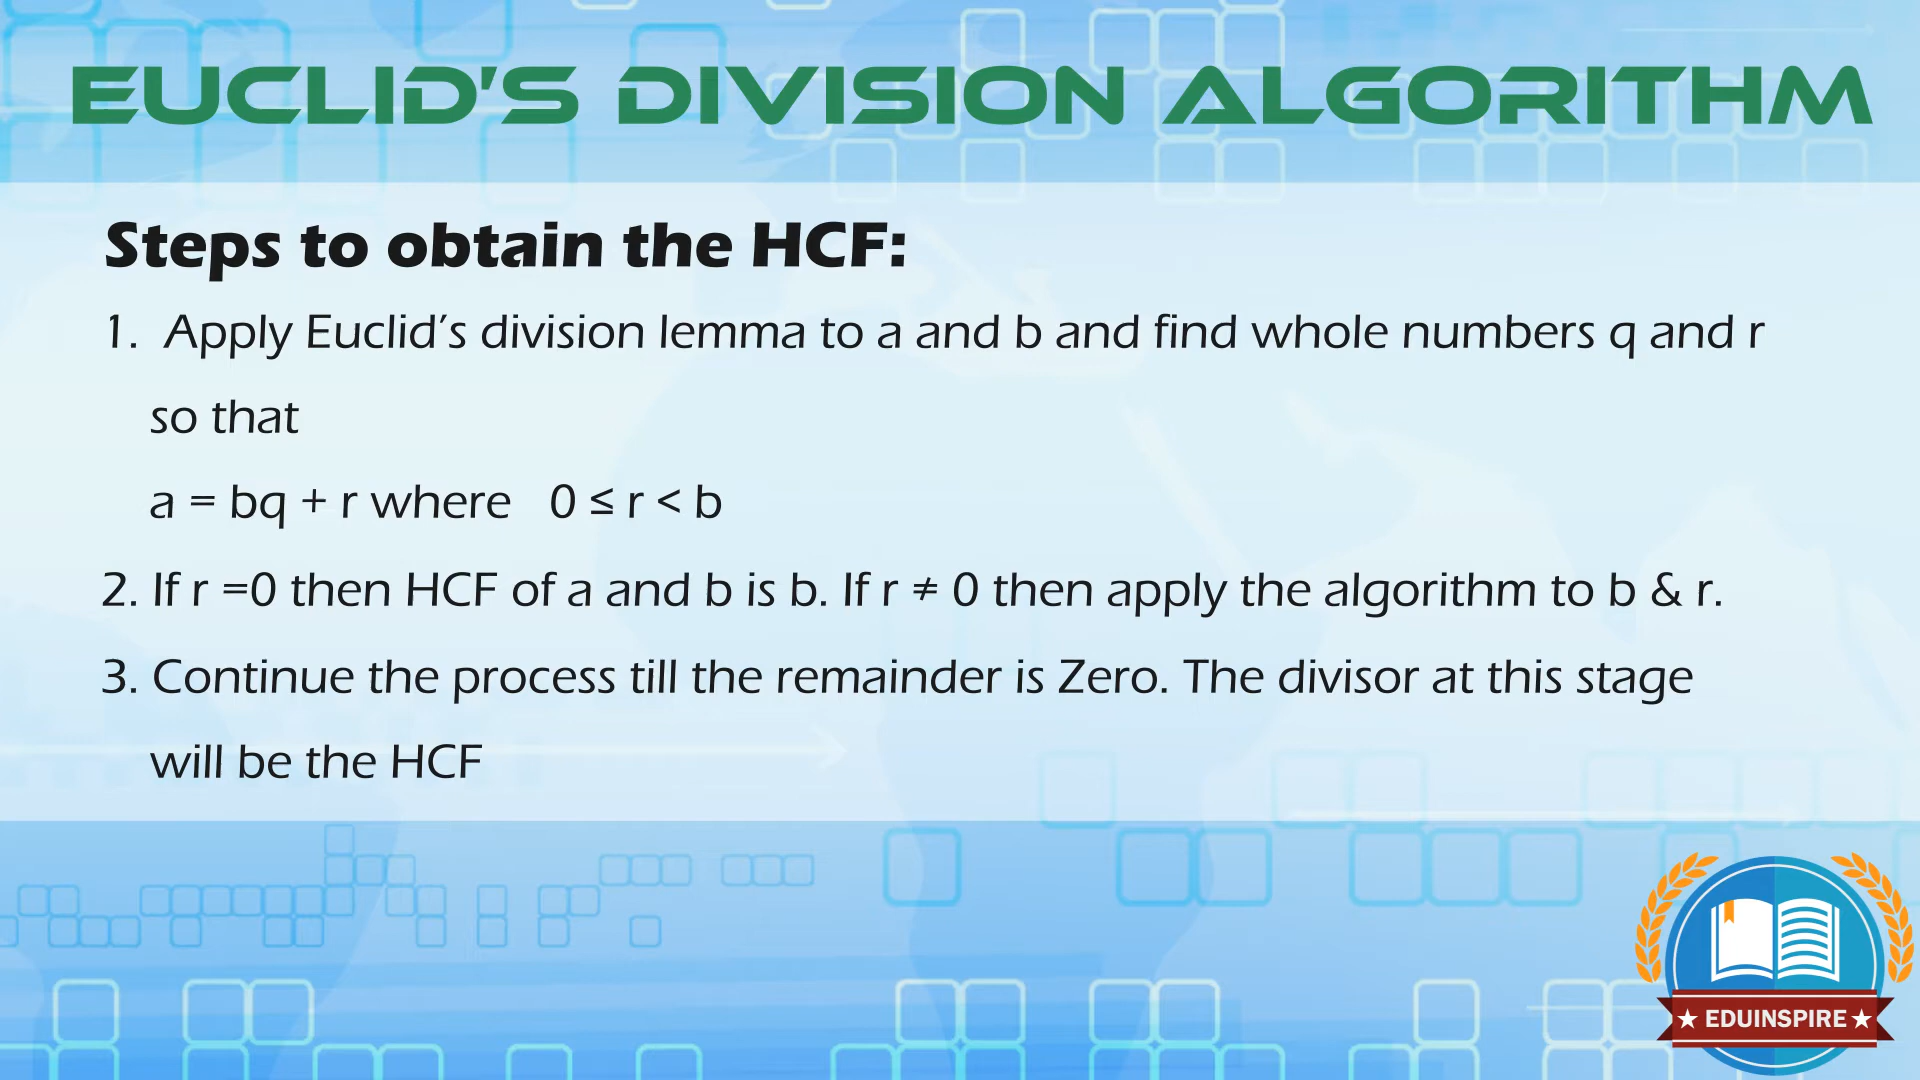 EUCLID'S DIVISION ALGORITHM
Steps to obtain the HCF:
1. Apply Euclid’s division lemma to a and b and find whole numbers q and r
so that
a = bq + r where 0 ≤ r < b
2. If r =0 then HCF of a and b is b. If r ≠ 0 then apply the algorithm to b & r.
3. Continue the process till the remainder is Zero. The divisor at this stage
will be the HCF
★ EDUINSPIRE ★